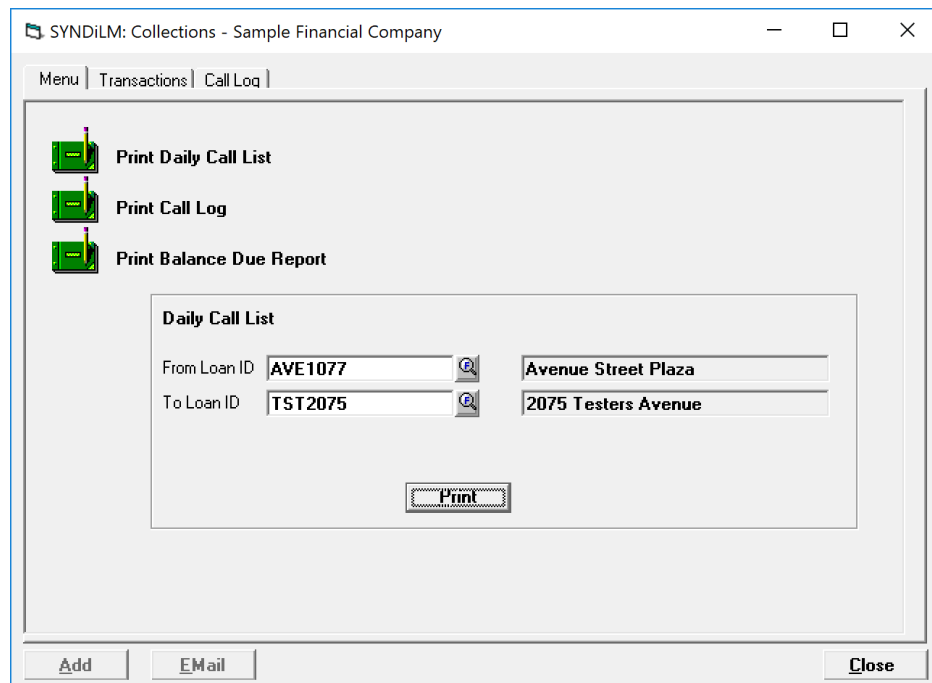 SYNDiLM: Collections - Sample Financial Company
Menu Transactions Call Log
Print Daily Call List
Print Call Log
Print Balance Due Report
Daily Call List
From Loan ID AVE1077 Avenue Street Plaza
To Loan ID TST2075 2075 Testers Avenue
Print
Add EMail Close